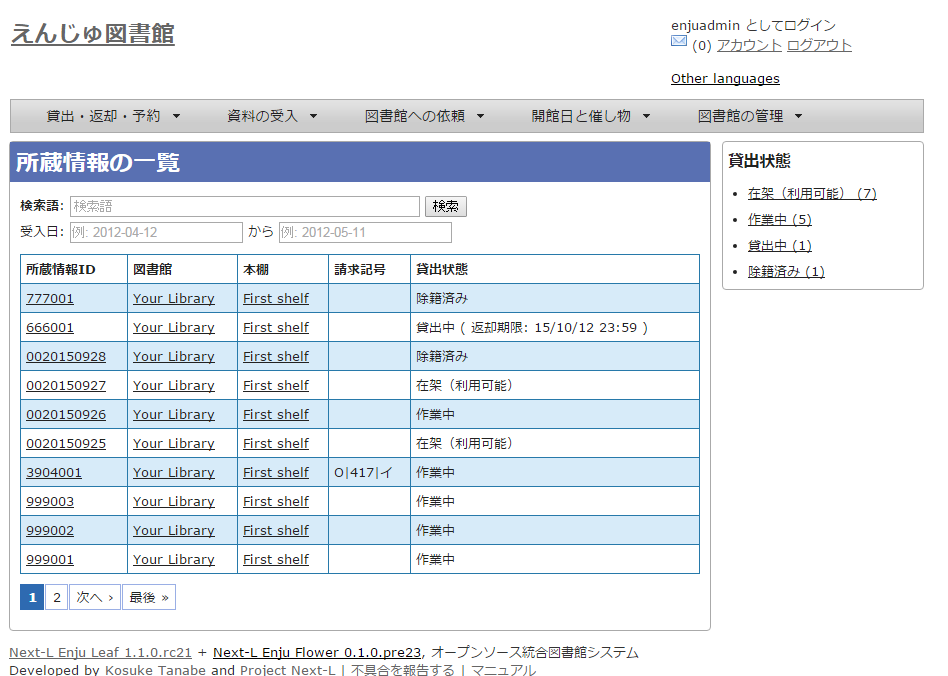 えんじゅ図書館
enjuadmin としてログイン
(0) アカウント ログアウト
Other languages
貸出・返却・予約 ▼ 資料の受入 ▼ 図書館への依頼 ▼ 開館日と催し物 ▼ 図書館の管理 ▼
所蔵情報の一覧
検索語: 検索語 検索
受入日: 例: 2012-04-12 から 例: 2012-05-11
所蔵情報ID 図書館 本棚 請求記号 貸出状態
777001 Your Library First shelf 除籍済み
666001 Your Library First shelf 貸出中 ( 返却期限: 15/10/12 23:59 )
0020150928 Your Library First shelf 除籍済み
0020150927 Your Library First shelf 在架（利用可能）
0020150926 Your Library First shelf 作業中
0020150925 Your Library First shelf 在架（利用可能）
3904001 Your Library First shelf O|417|イ 作業中
999003 Your Library First shelf 作業中
999002 Your Library First shelf 作業中
999001 Your Library First shelf 作業中
1 2 次へ › 最後 »
貸出状態
• 在架（利用可能） (7)
• 作業中 (5)
• 貸出中 (1)
• 除籍済み (1)
Next-L Enju Leaf 1.1.0.rc21 + Next-L Enju Flower 0.1.0.pre23, オープンソース統合図書館システム
Developed by Kosuke Tanabe and Project Next-L | 不具合を報告する | マニュアル